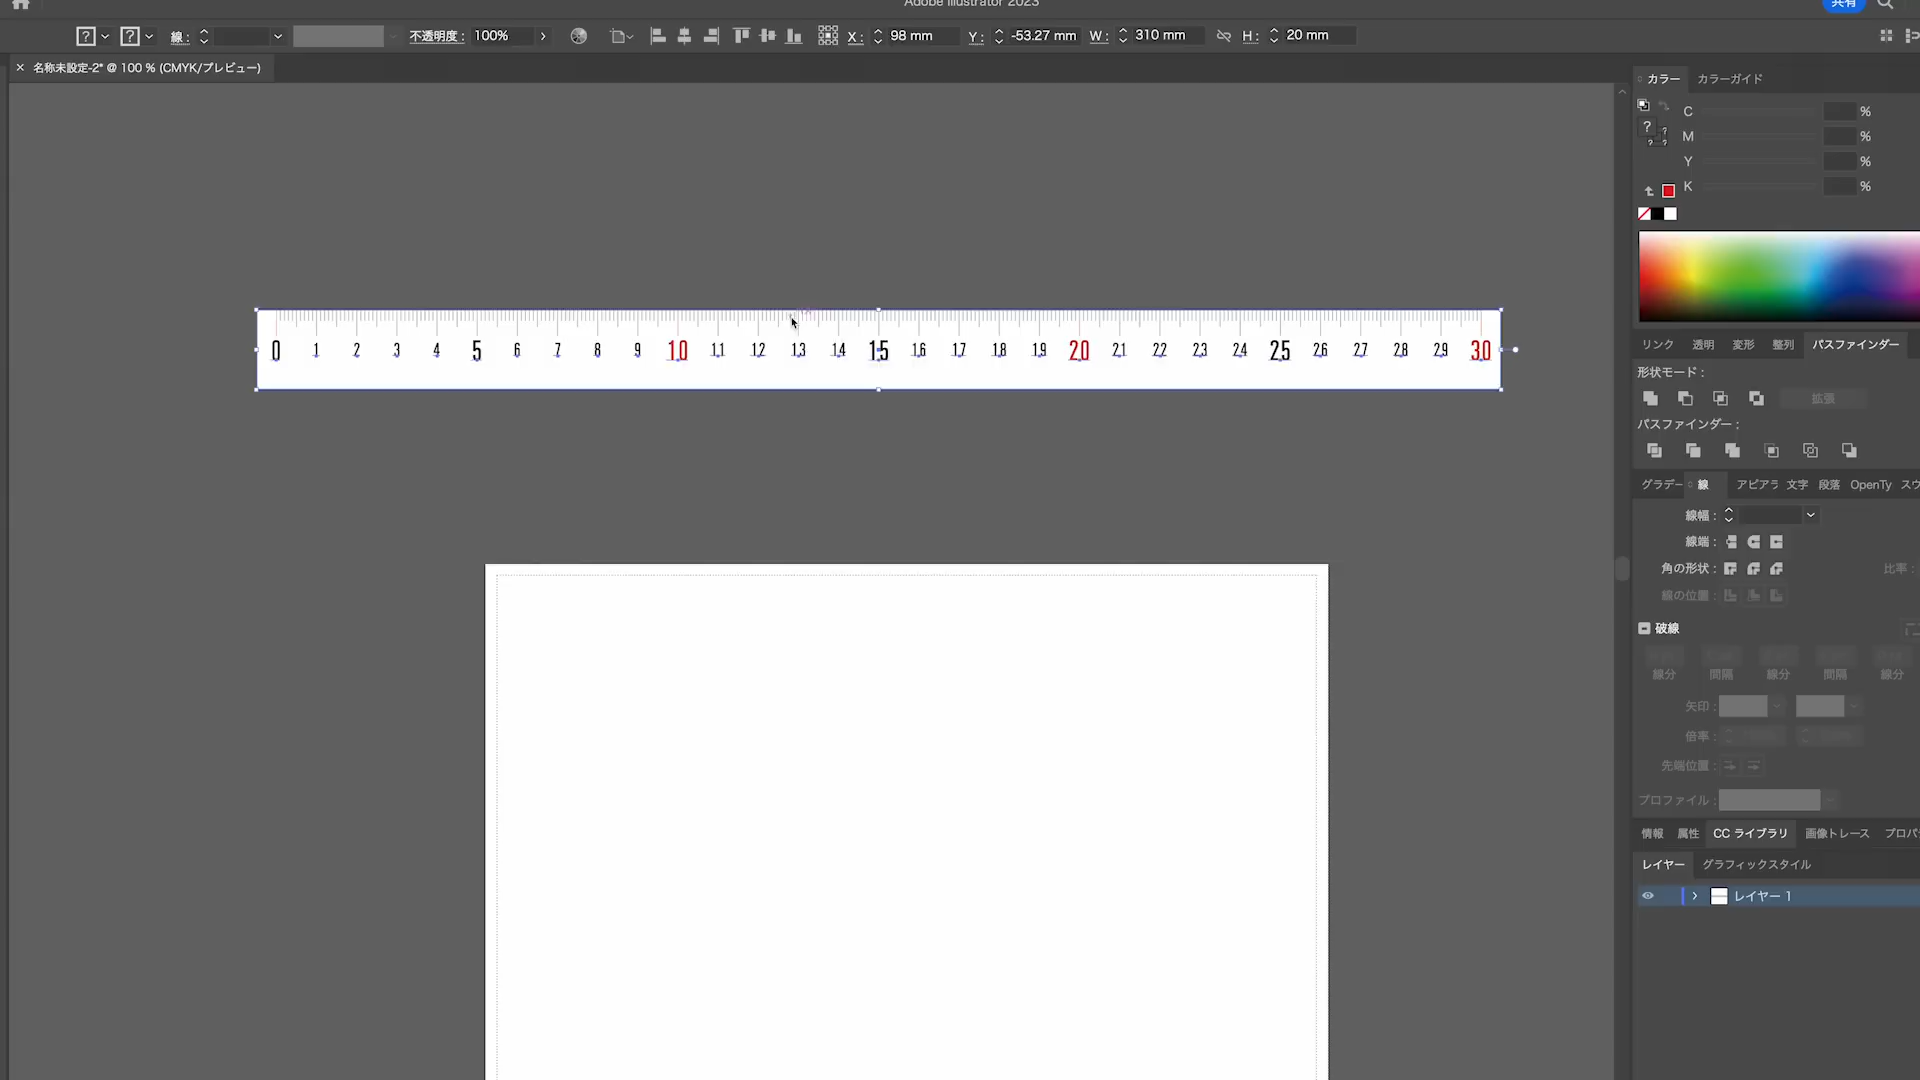 Adobe Illustrator 2023
共有
線 :
不透明度 : 100%
X : 98 mm Y : -53.27 mm W : 310 mm H : 20 mm
× 名称未設定-2* @ 100 % (CMYK/プレビュー)
カラー カラーガイド
C %
M %
Y %
K %
0 1 2 3 4 5 6 7 8 9 10 11 12 13 14 15 16 17 18 19 20 21 22 23 24 25 26 27 28 29 30
リンク 透明 変形 整列 パスファインダー
形状モード :
拡張
パスファインダー :
グラデー 線 アピアラ 文字 段落 OpenTy スウ
線幅 :
線端 :
角の形状 : 比率 :
線の位置 :
破線
線分 間隔 線分 間隔 線分
矢印 :
倍率 :
先端位置 :
プロファイル :
情報 属性 CC ライブラリ 画像トレース プロパ
レイヤー グラフィックスタイル
レイヤー 1